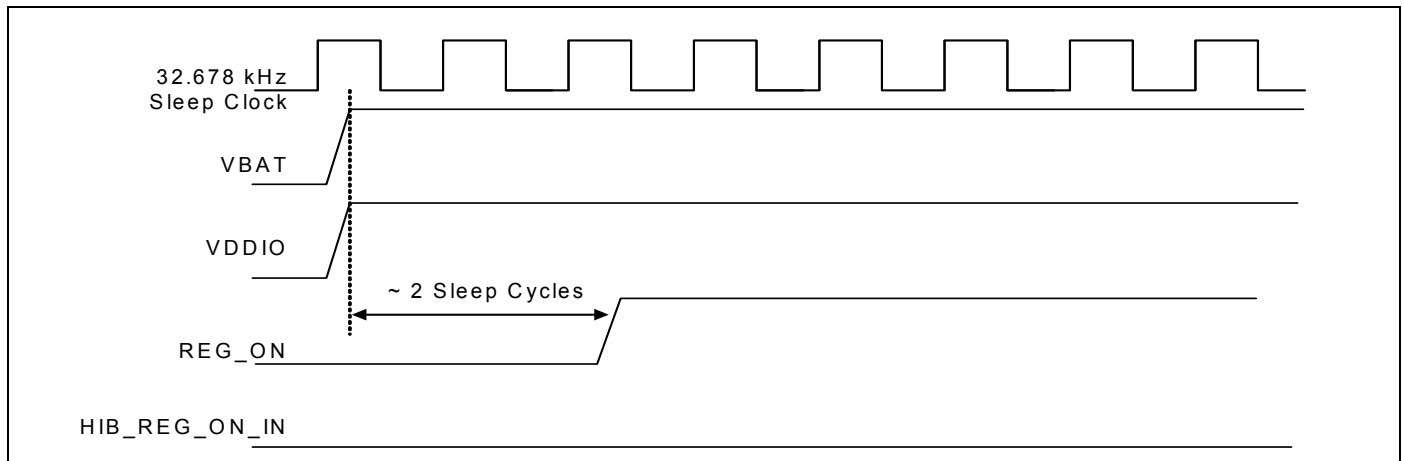 32.678 kHz
Sleep Clock
VBAT
VDDIO
~ 2 Sleep Cycles
REG_ON
HIB_REG_ON_IN